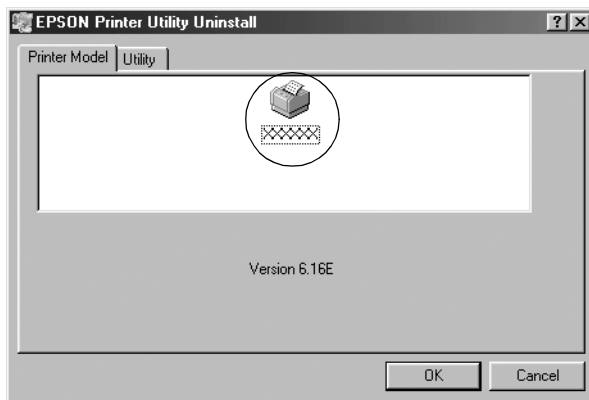 EPSON Printer Utility Uninstall
Printer Model
Utility
Version 6.16E
OK
Cancel